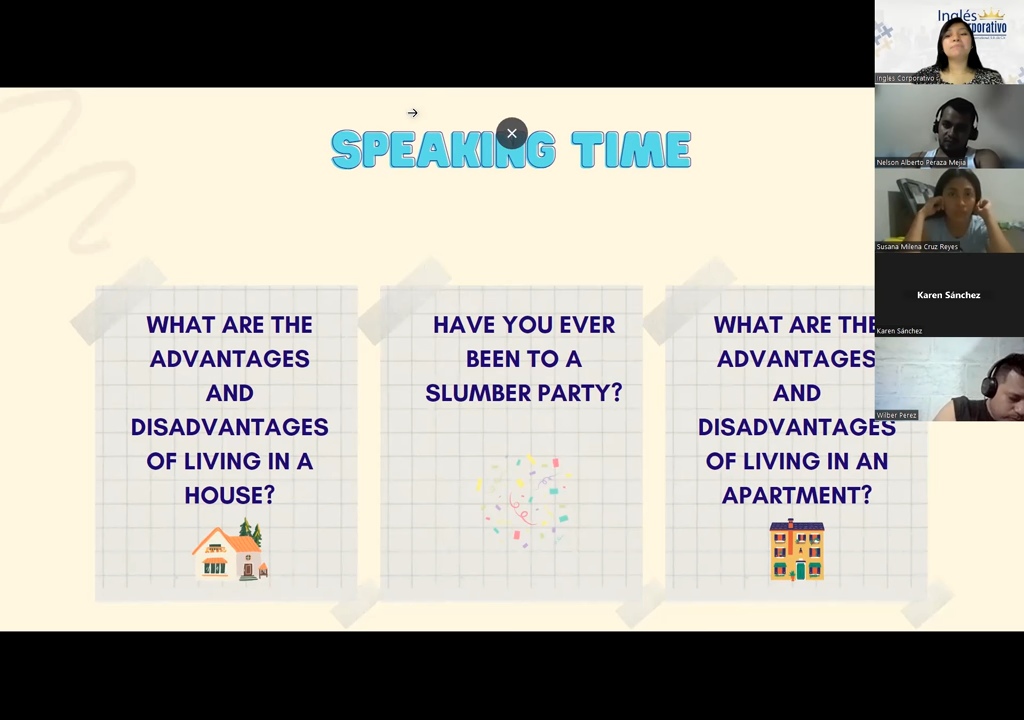 SPEAKING TIME
WHAT ARE THE
ADVANTAGES
AND
DISADVANTAGES
OF LIVING IN A
HOUSE?
HAVE YOU EVER
BEEN TO A
SLUMBER PARTY?
WHAT ARE THE
ADVANTAGES
AND
DISADVANTAGES
OF LIVING IN AN
APARTMENT?
Inglés
Corporativo
Inglés Corporativo
Nelson Alberto Peraza Mejia
Susana Milena Cruz Reyes
Karen Sánchez
Karen Sánchez
Wilber Perez